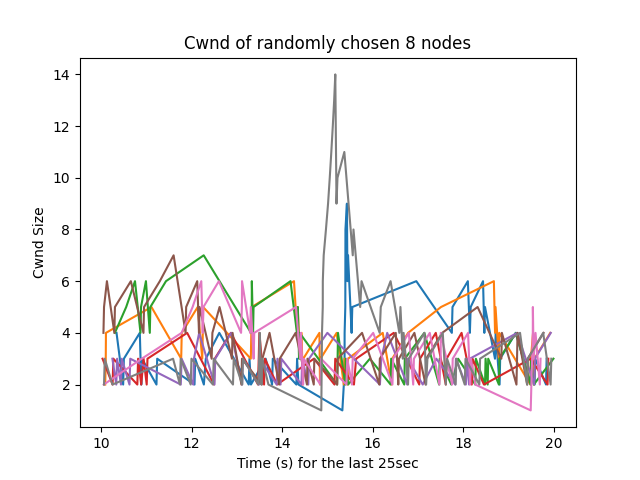 Cwnd of randomly chosen 8 nodes
14
12
10
8
6
4
2
Cwnd Size
10 12 14 16 18 20
Time (s) for the last 25sec